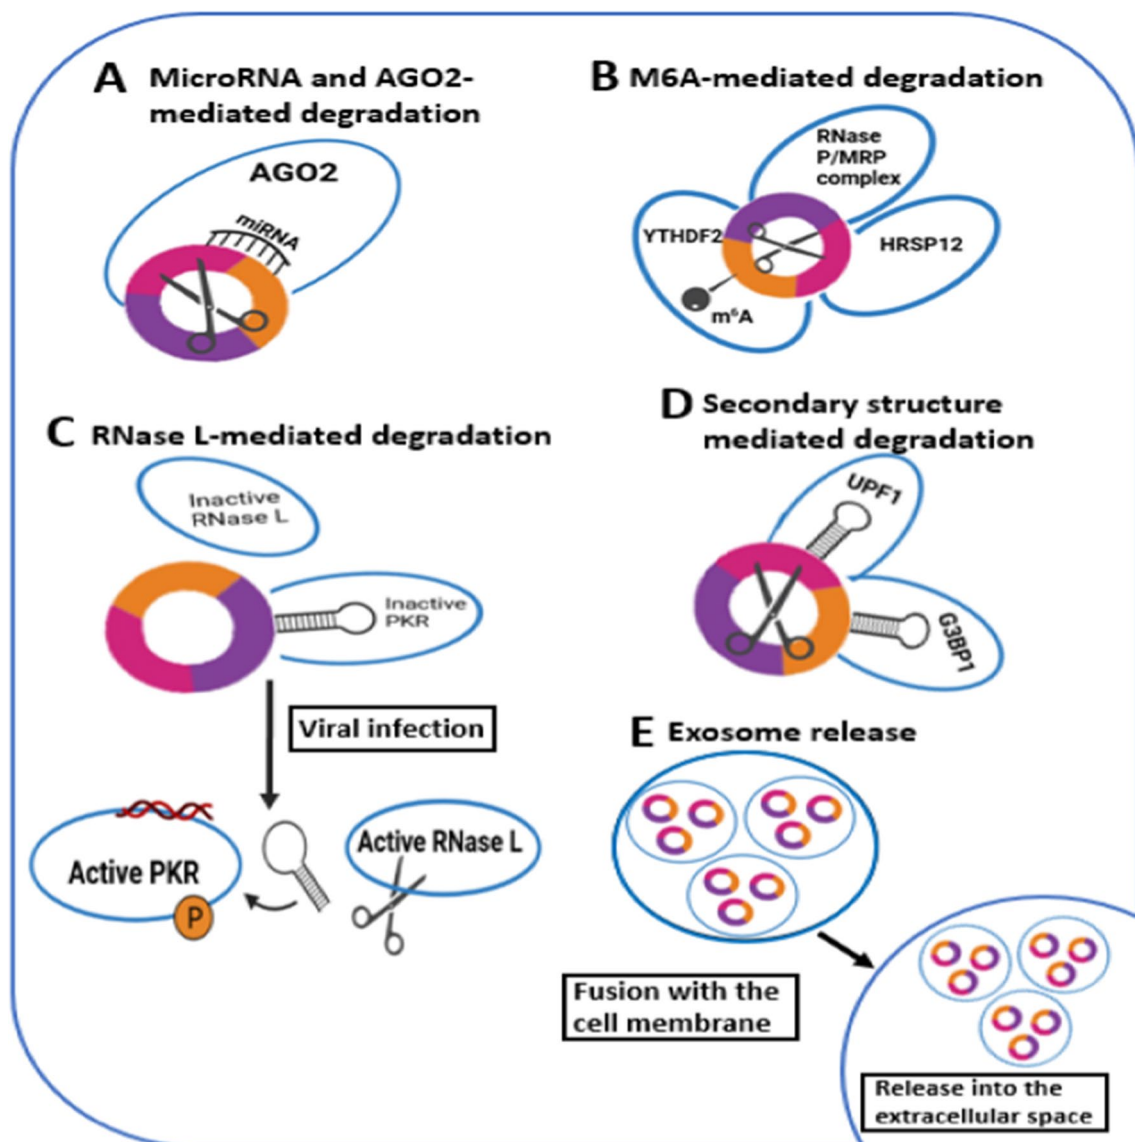 A MicroRNA and AGO2-
mediated degradation
AGO2
miRNA
B M6A-mediated degradation
RNase
P/MRP
complex
YTHDF2
HRSP12
m⁶A
C RNase L-mediated degradation
Inactive
RNase L
Inactive
PKR
Viral infection
Active PKR
P
Active RNase L
D Secondary structure
mediated degradation
UPF1
G3BP1
E Exosome release
Fusion with the
cell membrane
Release into the
extracellular space